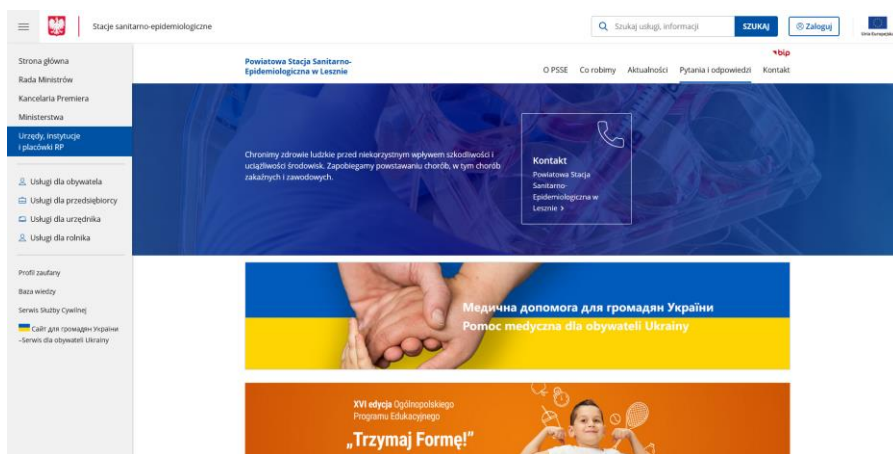 Stacje sanitarno-epidemiologiczne
Szukaj usługi, informacji
SZUKAJ
Zaloguj
Unia Europejska
Strona główna
Rada Ministrów
Kancelaria Premiera
Ministerstwa
Urzędy, instytucje
i placówki RP
Usługi dla obywatela
Usługi dla przedsiębiorcy
Usługi dla urzędnika
Usługi dla rolnika
Profil zaufany
Baza wiedzy
Serwis Służby Cywilnej
Сайт для громадян України
–Serwis dla obywateli Ukrainy
Powiatowa Stacja Sanitarno-
Epidemiologiczna w Lesznie
bip
O PSSE Co robimy Aktualności Pytania i odpowiedzi Kontakt
Chronimy zdrowie ludzkie przed niekorzystnym wpływem szkodliwości i
uciążliwości środowisk. Zapobiegamy powstawaniu chorób, w tym chorób
zakaźnych i zawodowych.
Kontakt
Powiatowa Stacja
Sanitarno-
Epidemiologiczna w
Lesznie >
Медична допомога для громадян України
Pomoc medyczna dla obywateli Ukrainy
XVI edycja Ogólnopolskiego
Programu Edukacyjnego
„Trzymaj Formę!”